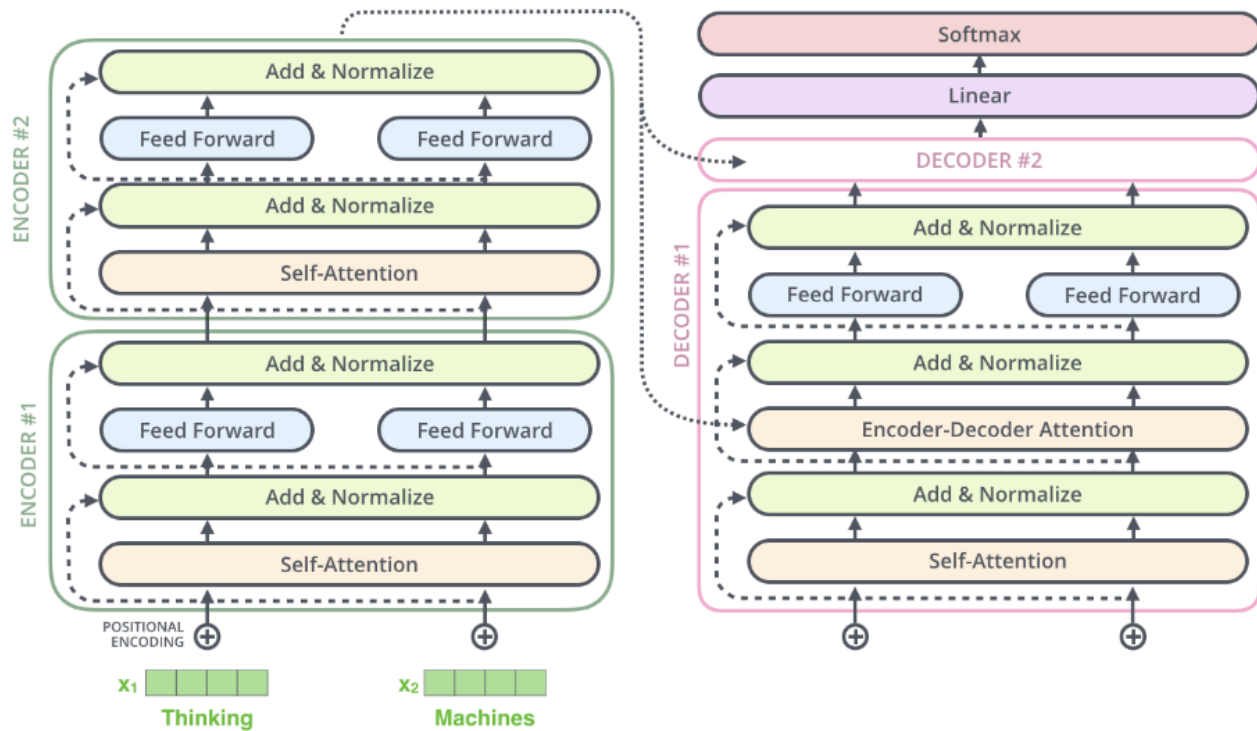 ENCODER #2
Add & Normalize
Feed Forward
Feed Forward
Add & Normalize
Self-Attention
ENCODER #1
Add & Normalize
Feed Forward
Feed Forward
Add & Normalize
Self-Attention
POSITIONAL
ENCODING
x₁
x₂
Thinking
Machines
Softmax
Linear
DECODER #2
DECODER #1
Add & Normalize
Feed Forward
Feed Forward
Add & Normalize
Encoder-Decoder Attention
Add & Normalize
Self-Attention